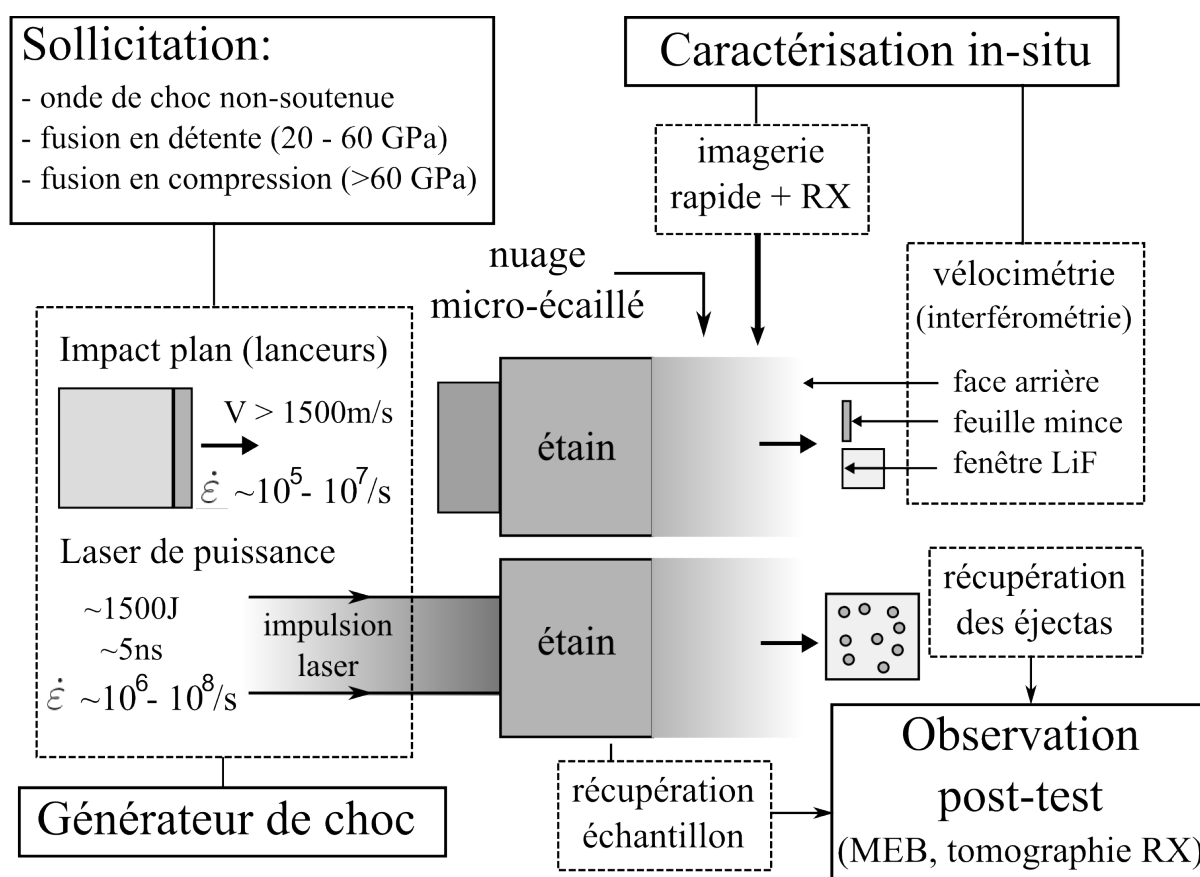 Sollicitation:
- onde de choc non-soutenue
- fusion en détente (20 - 60 GPa)
- fusion en compression (>60 GPa)
Caractérisation in-situ
imagerie
rapide + RX
nuage
micro-écaillé
vélocimétrie
(interférométrie)
face arrière
feuille mince
fenêtre LiF
Impact plan (lanceurs)
V > 1500m/s
ε̇ ~10⁵- 10⁷/s
étain
Laser de puissance
~1500J
~5ns
ε̇ ~10⁶- 10⁸/s
impulsion
laser
étain
récupération
des éjectas
Générateur de choc
récupération
échantillon
Observation
post-test
(MEB, tomographie RX)